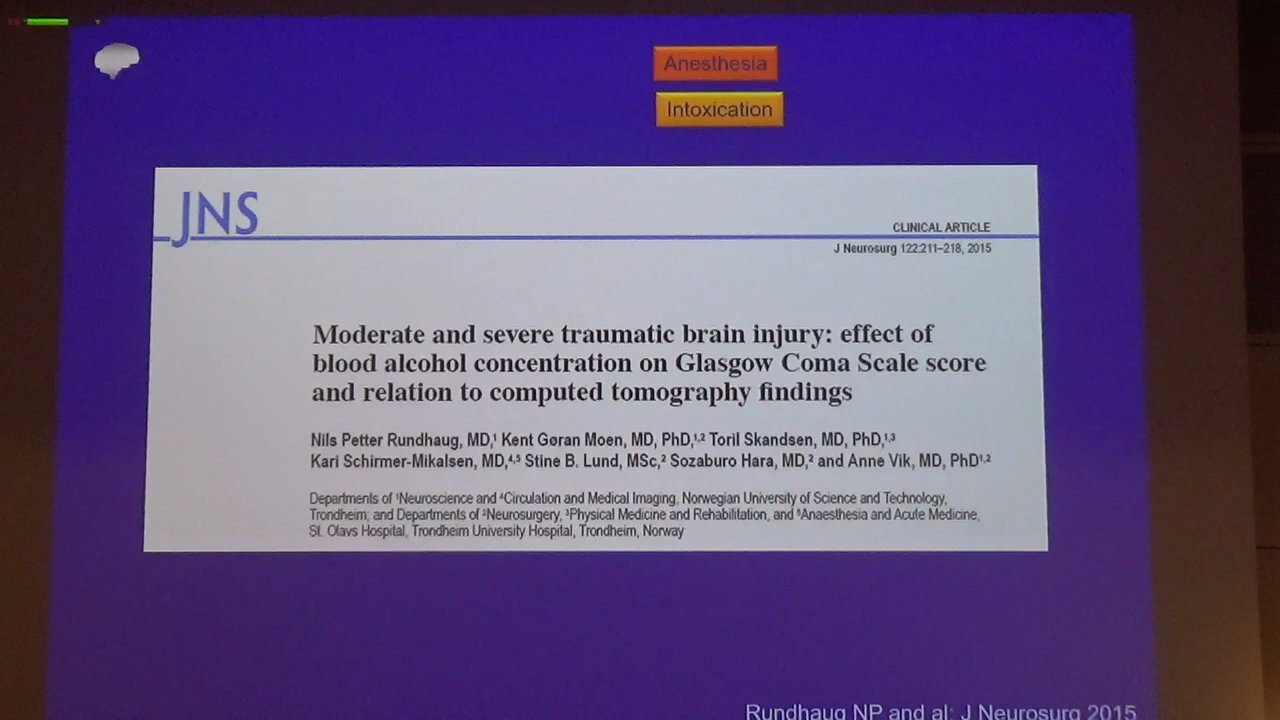 Anesthesia
Intoxication
JNS
CLINICAL ARTICLE
J Neurosurg 122:211–218, 2015
Moderate and severe traumatic brain injury: effect of
blood alcohol concentration on Glasgow Coma Scale score
and relation to computed tomography findings
Nils Petter Rundhaug, MD,¹ Kent Gøran Moen, MD, PhD,¹,² Toril Skandsen, MD, PhD,¹,³
Kari Schirmer-Mikalsen, MD,⁴,⁵ Stine B. Lund, MSc,² Sozaburo Hara, MD,² and Anne Vik, MD, PhD¹,²
Departments of ¹Neuroscience and ⁴Circulation and Medical Imaging, Norwegian University of Science and Technology,
Trondheim; and Departments of ²Neurosurgery, ³Physical Medicine and Rehabilitation, and ⁵Anaesthesia and Acute Medicine,
St. Olavs Hospital, Trondheim University Hospital, Trondheim, Norway
Rundhaug NP and al: J Neurosurg 2015